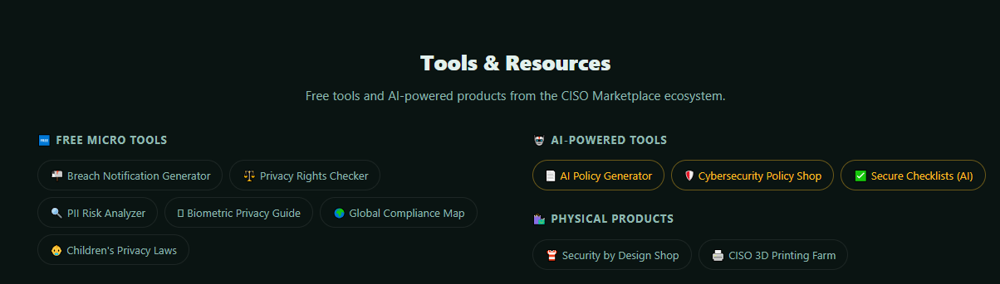 Tools & Resources
Free tools and AI-powered products from the CISO Marketplace ecosystem.
🆓 FREE MICRO TOOLS
📬 Breach Notification Generator
⚖️ Privacy Rights Checker
🔍 PII Risk Analyzer
Biometric Privacy Guide
🌍 Global Compliance Map
👶 Children's Privacy Laws
🤖 AI-POWERED TOOLS
📄 AI Policy Generator
🛡️ Cybersecurity Policy Shop
✅ Secure Checklists (AI)
🛍️ PHYSICAL PRODUCTS
👕 Security by Design Shop
🖨️ CISO 3D Printing Farm